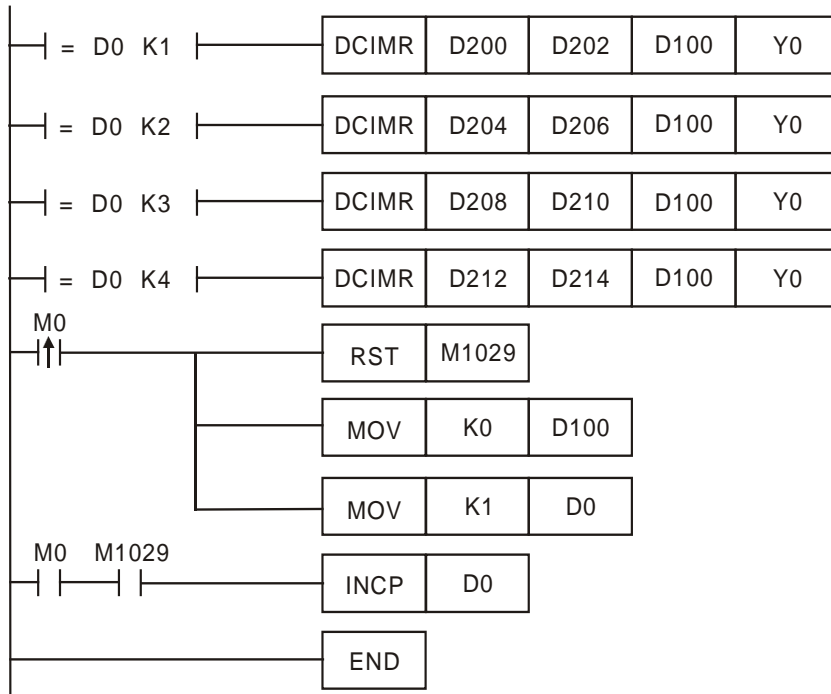 = D0 K1 DCIMR D200 D202 D100 Y0
= D0 K2 DCIMR D204 D206 D100 Y0
= D0 K3 DCIMR D208 D210 D100 Y0
= D0 K4 DCIMR D212 D214 D100 Y0
M0
RST M1029
MOV K0 D100
MOV K1 D0
M0 M1029
INCP D0
END